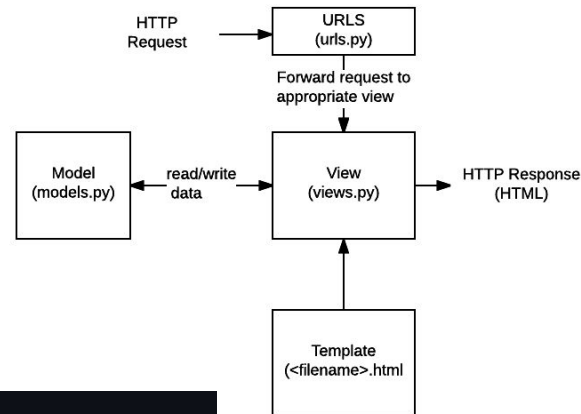 HTTP
Request
URLS
(urls.py)
Forward request to
appropriate view
Model
(models.py)
read/write
data
View
(views.py)
HTTP Response
(HTML)
Template
(<filename>.html